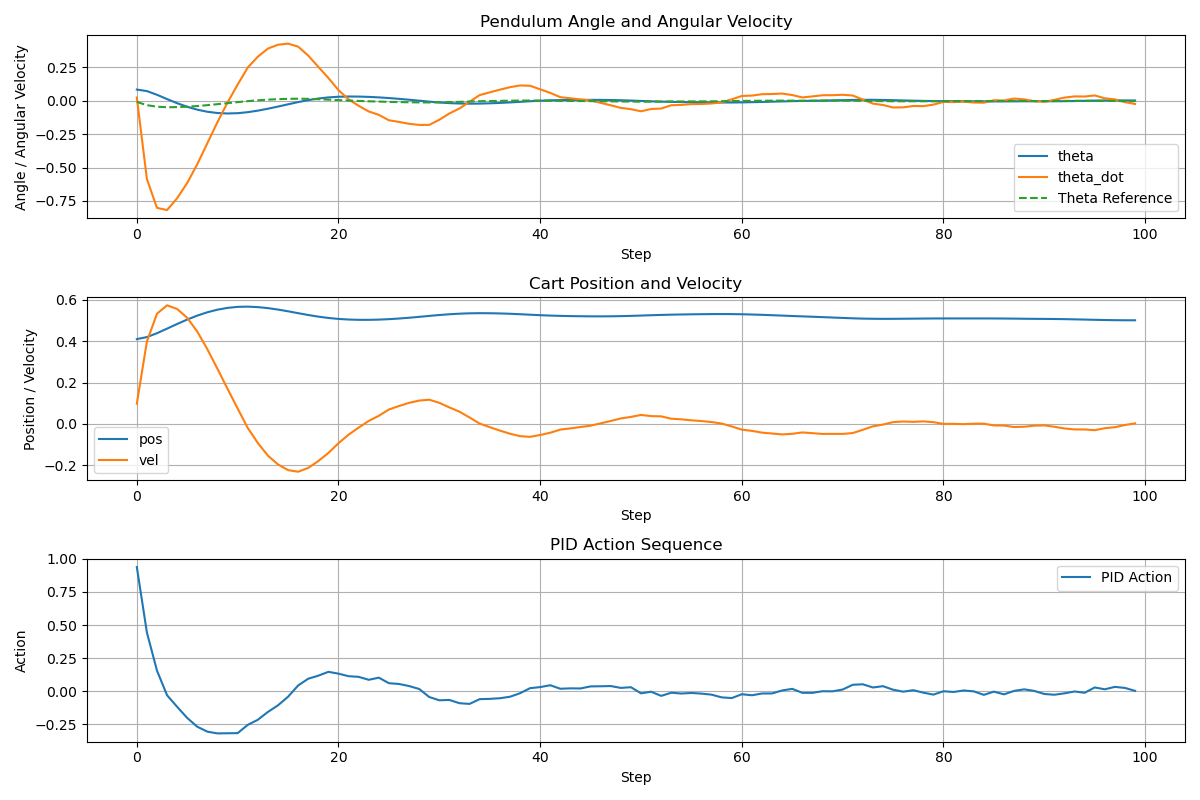 Pendulum Angle and Angular Velocity
Angle / Angular Velocity
0.25
0.00
−0.25
−0.50
−0.75
theta
theta_dot
Theta Reference
0 20 40 60 80 100
Step
Cart Position and Velocity
Position / Velocity
0.6
0.4
0.2
0.0
−0.2
pos
vel
0 20 40 60 80 100
Step
PID Action Sequence
Action
1.00
0.75
0.50
0.25
0.00
−0.25
PID Action
0 20 40 60 80 100
Step